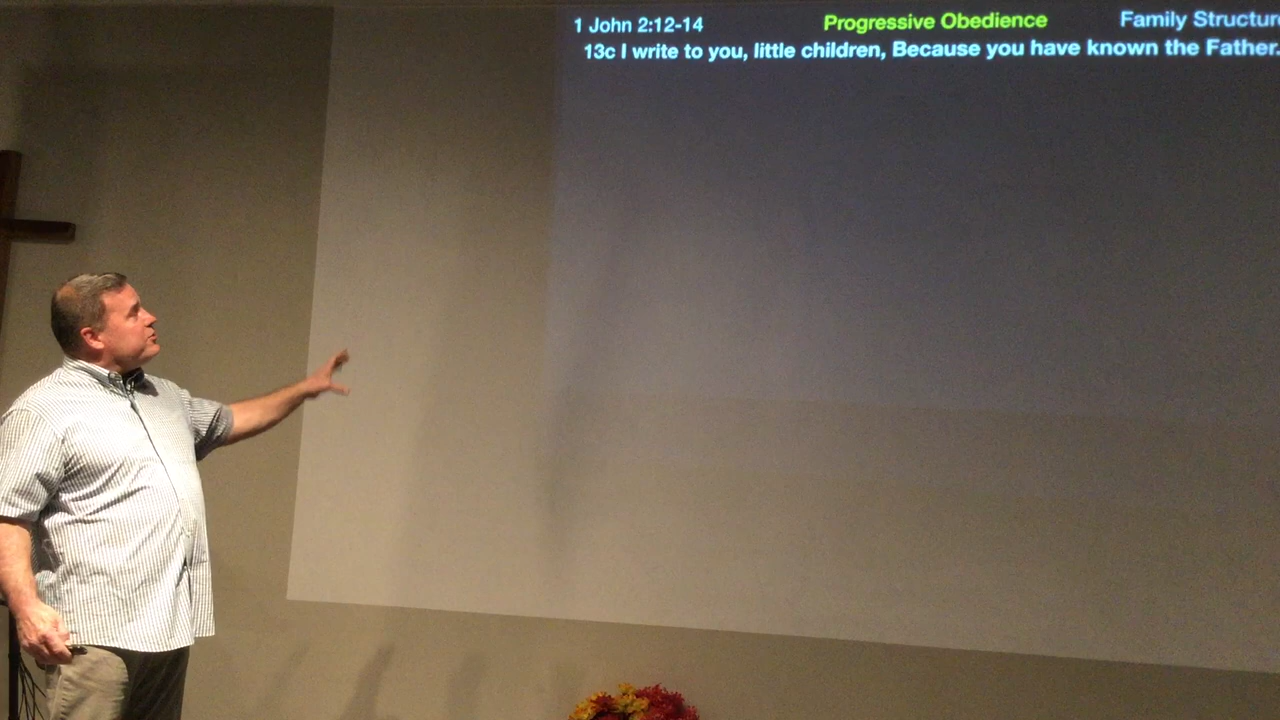 1 John 2:12-14 Progressive Obedience Family Structure
13c I write to you, little children, Because you have known the Father.